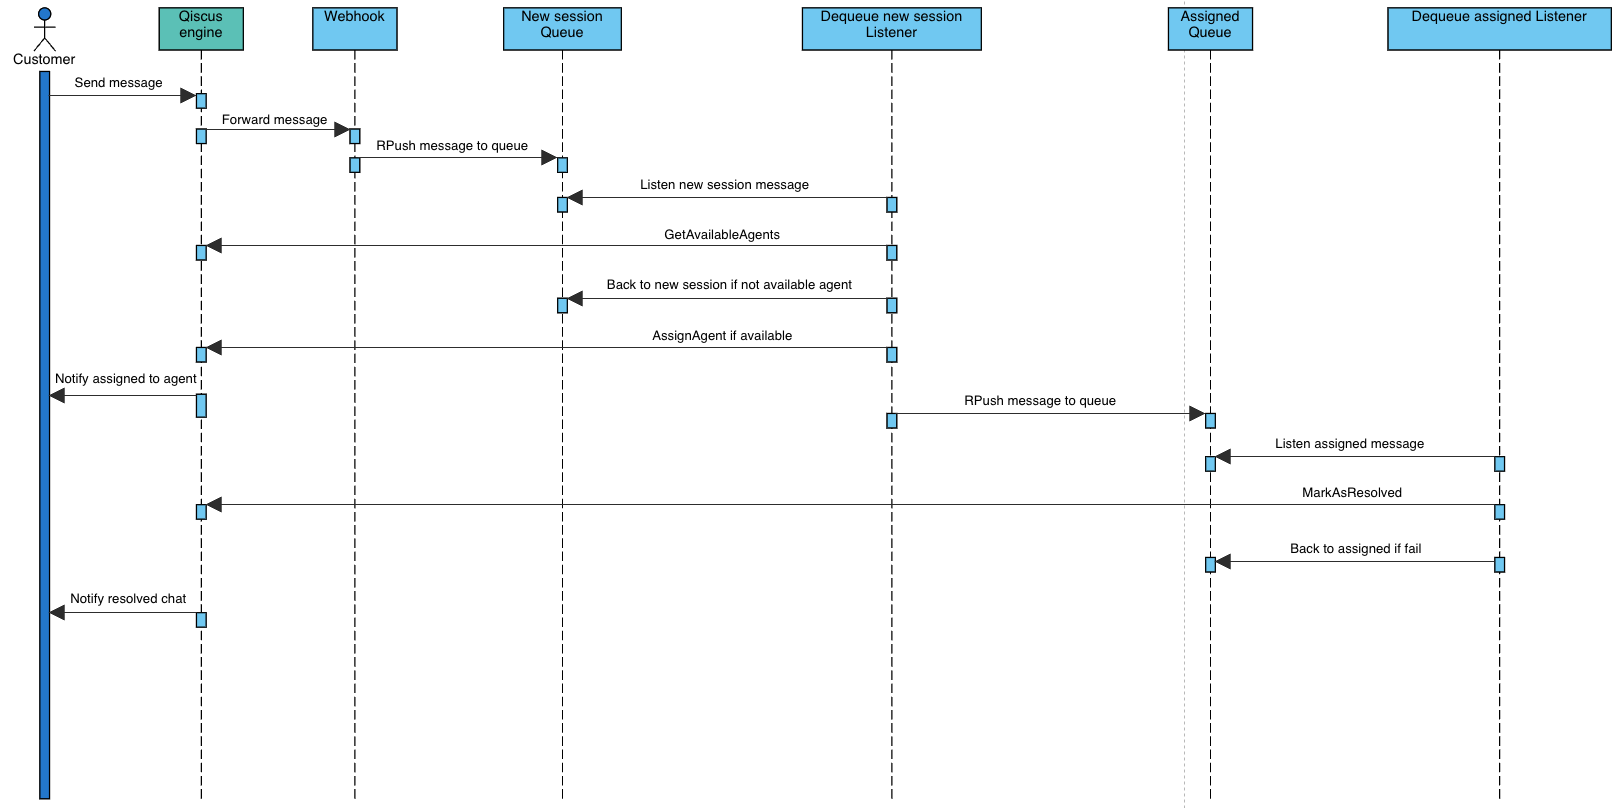 Customer
Qiscus
engine
Webhook
New session
Queue
Dequeue new session
Listener
Assigned
Queue
Dequeue assigned Listener
Send message
Forward message
RPush message to queue
Listen new session message
GetAvailableAgents
Back to new session if not available agent
AssignAgent if available
Notify assigned to agent
RPush message to queue
Listen assigned message
MarkAsResolved
Back to assigned if fail
Notify resolved chat